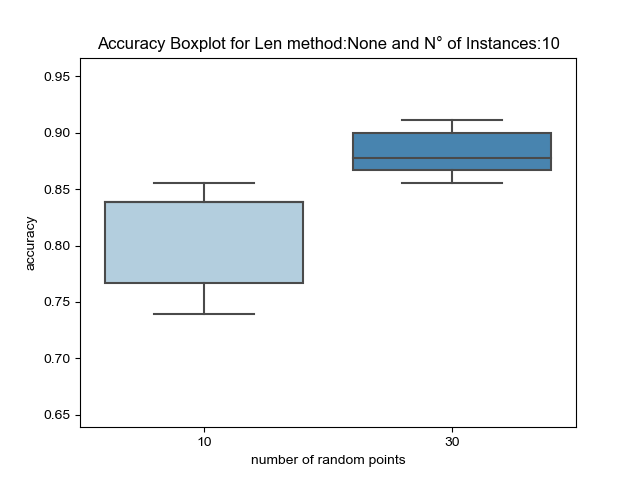 Accuracy Boxplot for Len method:None and N° of Instances:10
0.95
0.90
0.85
0.80
0.75
0.70
0.65
accuracy
10 30
number of random points